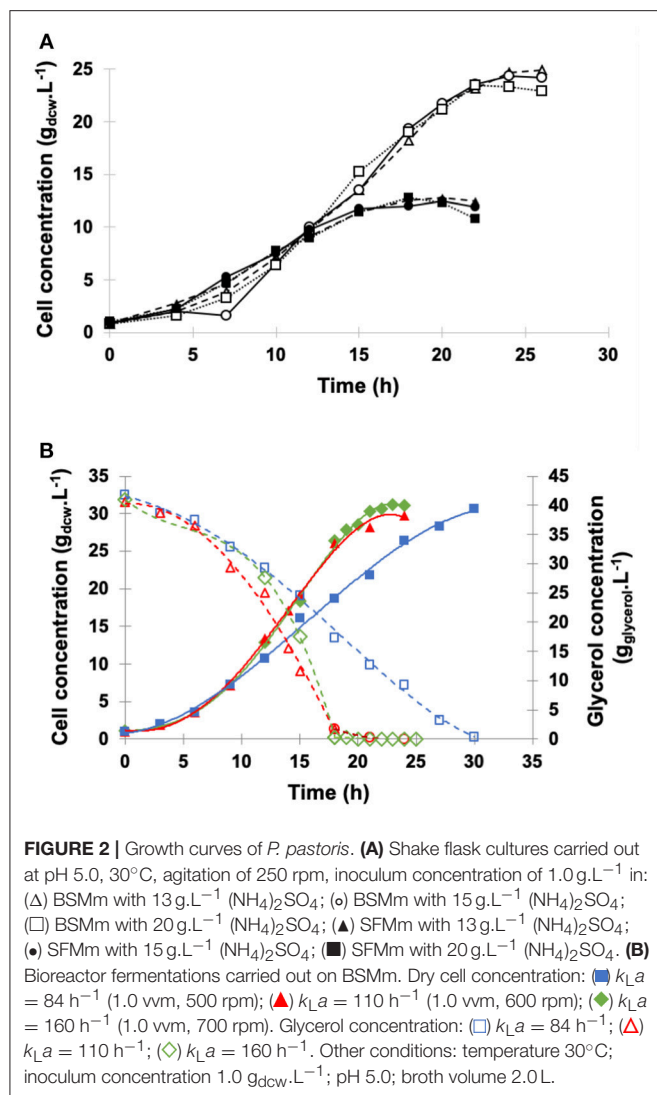 A
Cell concentration (gdcw.L-1)
25
20
15
10
5
0
0 5 10 15 20 25 30
Time (h)
B
Cell concentration (gdcw.L-1)
35
30
25
20
15
10
5
0
Glycerol concentration
(gglycerol.L-1)
45
40
35
30
25
20
15
10
5
0
0 5 10 15 20 25 30 35
Time (h)
FIGURE 2 | Growth curves of P. pastoris. (A) Shake flask cultures carried out
at pH 5.0, 30°C, agitation of 250 rpm, inoculum concentration of 1.0 g.L−1 in:
(△) BSMm with 13 g.L−1 (NH4)2SO4; (○) BSMm with 15 g.L−1 (NH4)2SO4;
(□) BSMm with 20 g.L−1 (NH4)2SO4; (▲) SFMm with 13 g.L−1 (NH4)2SO4;
(●) SFMm with 15 g.L−1 (NH4)2SO4; (■) SFMm with 20 g.L−1 (NH4)2SO4. (B)
Bioreactor fermentations carried out on BSMm. Dry cell concentration: (■) kLa
= 84 h−1 (1.0 vvm, 500 rpm); (▲) kLa = 110 h−1 (1.0 vvm, 600 rpm); (◆) kLa
= 160 h−1 (1.0 vvm, 700 rpm). Glycerol concentration: (□) kLa = 84 h−1; (△)
kLa = 110 h−1; (◇) kLa = 160 h−1. Other conditions: temperature 30°C;
inoculum concentration 1.0 gdcw.L−1; pH 5.0; broth volume 2.0 L.